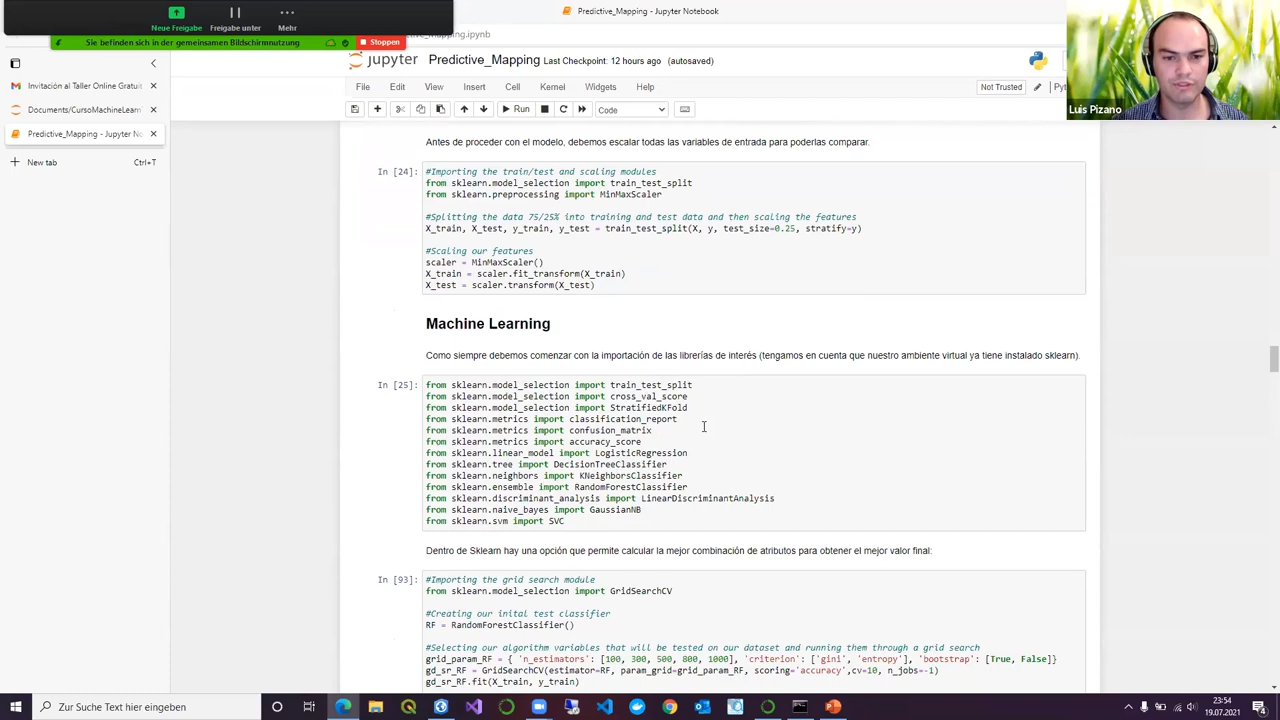 Neue Freigabe
Freigabe unter
Mehr
Sie befinden sich in der gemeinsamen Bildschirmnutzung
Stoppen
Predictive_Mapping - Jupyter Notebook
Invitación al Taller Online Gratuit
Documents/CursoMachineLearn
Predictive_Mapping - Jupyter No
New tab
Ctrl+T
jupyter Predictive_Mapping Last Checkpoint: 12 hours ago (autosaved)
File Edit View Insert Cell Kernel Widgets Help
Not Trusted
Run
Code
Luis Pizano
Antes de proceder con el modelo, debemos escalar todas las variables de entrada para poderlas comparar.
In [24]:
#Importing the train/test and scaling modules
from sklearn.model_selection import train_test_split
from sklearn.preprocessing import MinMaxScaler
#Splitting the data 75/25% into training and test data and then scaling the features
X_train, X_test, y_train, y_test = train_test_split(X, y, test_size=0.25, stratify=y)
#Scaling our features
scaler = MinMaxScaler()
X_train = scaler.fit_transform(X_train)
X_test = scaler.transform(X_test)
Machine Learning
Como siempre debemos comenzar con la importación de las librerías de interés (tengamos en cuenta que nuestro ambiente virtual ya tiene instalado sklearn).
In [25]:
from sklearn.model_selection import train_test_split
from sklearn.model_selection import cross_val_score
from sklearn.model_selection import StratifiedKFold
from sklearn.metrics import classification_report
from sklearn.metrics import confusion_matrix
from sklearn.metrics import accuracy_score
from sklearn.linear_model import LogisticRegression
from sklearn.tree import DecisionTreeClassifier
from sklearn.neighbors import KNeighborsClassifier
from sklearn.ensemble import RandomForestClassifier
from sklearn.discriminant_analysis import LinearDiscriminantAnalysis
from sklearn.naive_bayes import GaussianNB
from sklearn.svm import SVC
Dentro de Sklearn hay una opción que permite calcular la mejor combinación de atributos para obtener el mejor valor final:
In [93]:
#Importing the grid search module
from sklearn.model_selection import GridSearchCV
#Creating our inital test classifier
RF = RandomForestClassifier()
#Selecting our algorithm variables that will be tested on our dataset and running them through a grid search
grid_param_RF = { 'n_estimators': [100, 300, 500, 800, 1000], 'criterion': ['gini', 'entropy'], 'bootstrap': [True, False]}
gd_sr_RF = GridSearchCV(estimator=RF, param_grid=grid_param_RF, scoring='accuracy',cv=10, n_jobs=-1)
gd_sr_RF.fit(X_train, y_train)
Zur Suche Text hier eingeben
23:54
19.07.2021